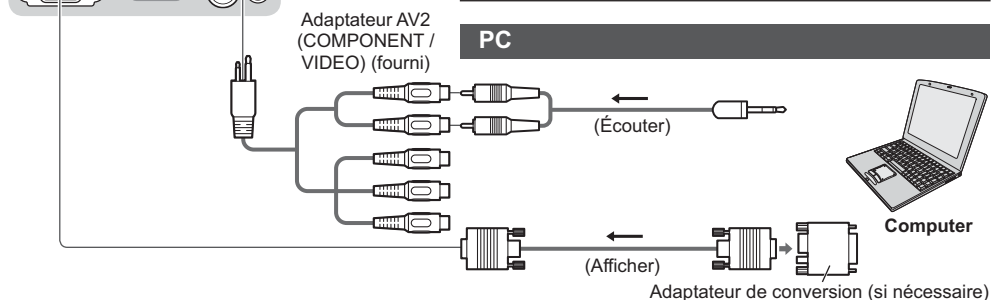 Adaptateur AV2
(COMPONENT /
VIDEO) (fourni)
PC
(Écouter)
Computer
(Afficher)
Adaptateur de conversion (si nécessaire)